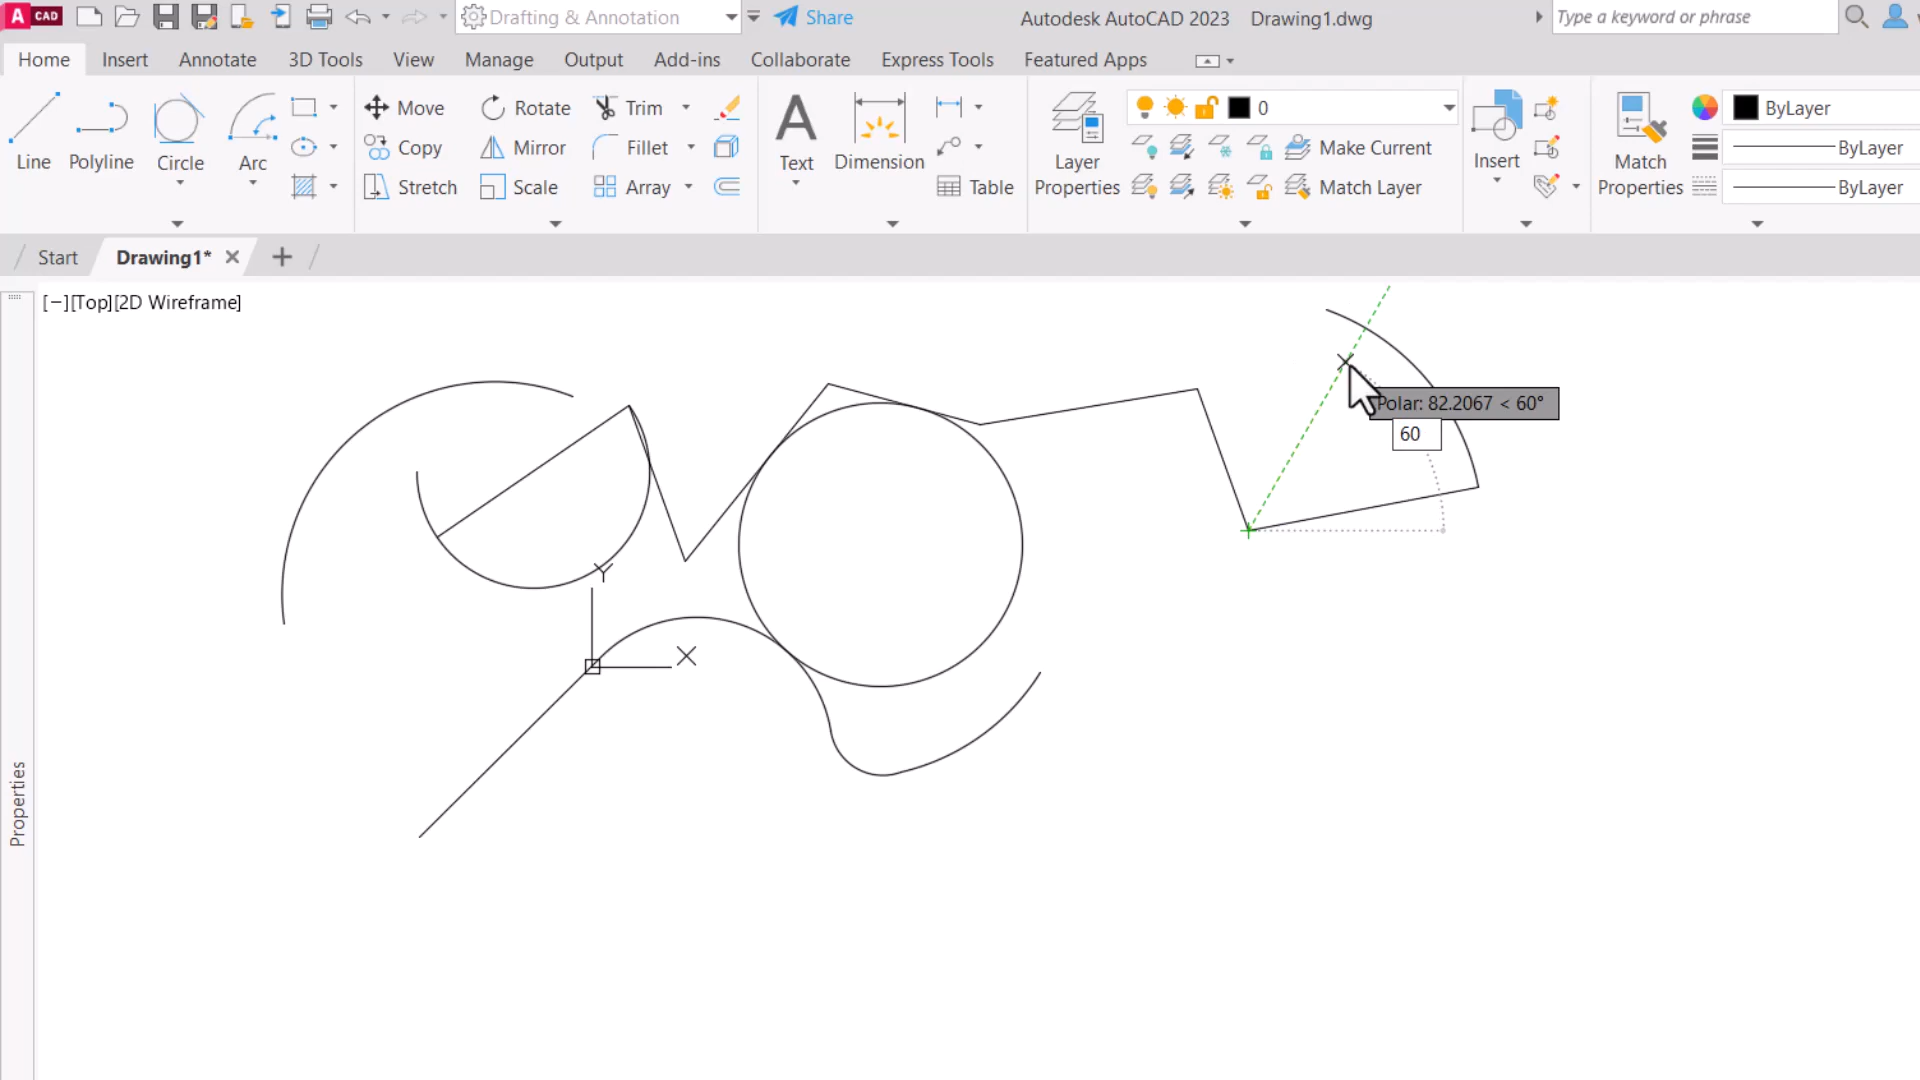 A CAD Drafting & Annotation Share Autodesk AutoCAD 2023 Drawing1.dwg Type a keyword or phrase
Home Insert Annotate 3D Tools View Manage Output Add-ins Collaborate Express Tools Featured Apps
Move Rotate Trim 0 ByLayer
Line Polyline Circle Arc Copy Mirror Fillet Text Dimension Layer Properties Make Current Insert Match Properties ByLayer
Stretch Scale Array Table Match Layer ByLayer
Start Drawing1* +
[−][Top][2D Wireframe]
Polar: 82.2067 < 60°
60
Y
X
Properties